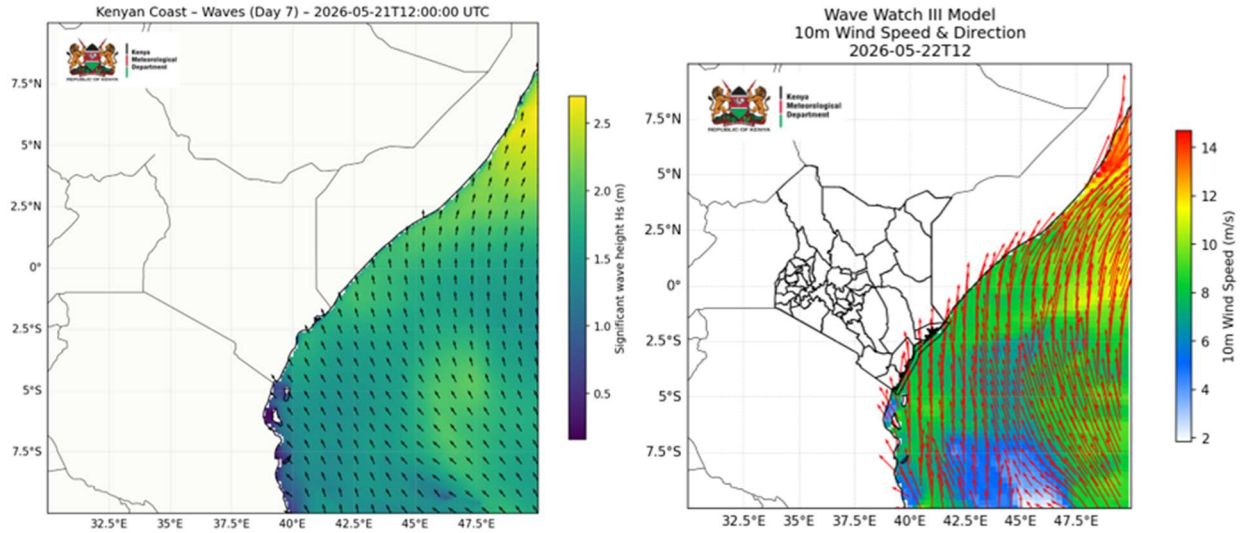 Kenyan Coast – Waves (Day 7) – 2026-05-21T12:00:00 UTC
Kenya
Meteorological
Department
REPUBLIC OF KENYA
7.5°N
5°N
2.5°N
0°
2.5°S
5°S
7.5°S
32.5°E 35°E 37.5°E 40°E 42.5°E 45°E 47.5°E
2.5
2.0
1.5
1.0
0.5
Significant wave height Hs (m)
Wave Watch III Model
10m Wind Speed & Direction
2026-05-22T12
Kenya
Meteorological
Department
REPUBLIC OF KENYA
7.5°N
5°N
2.5°N
0°
2.5°S
5°S
7.5°S
32.5°E 35°E 37.5°E 40°E 42.5°E 45°E 47.5°E
14
12
10
8
6
4
2
10m Wind Speed (m/s)